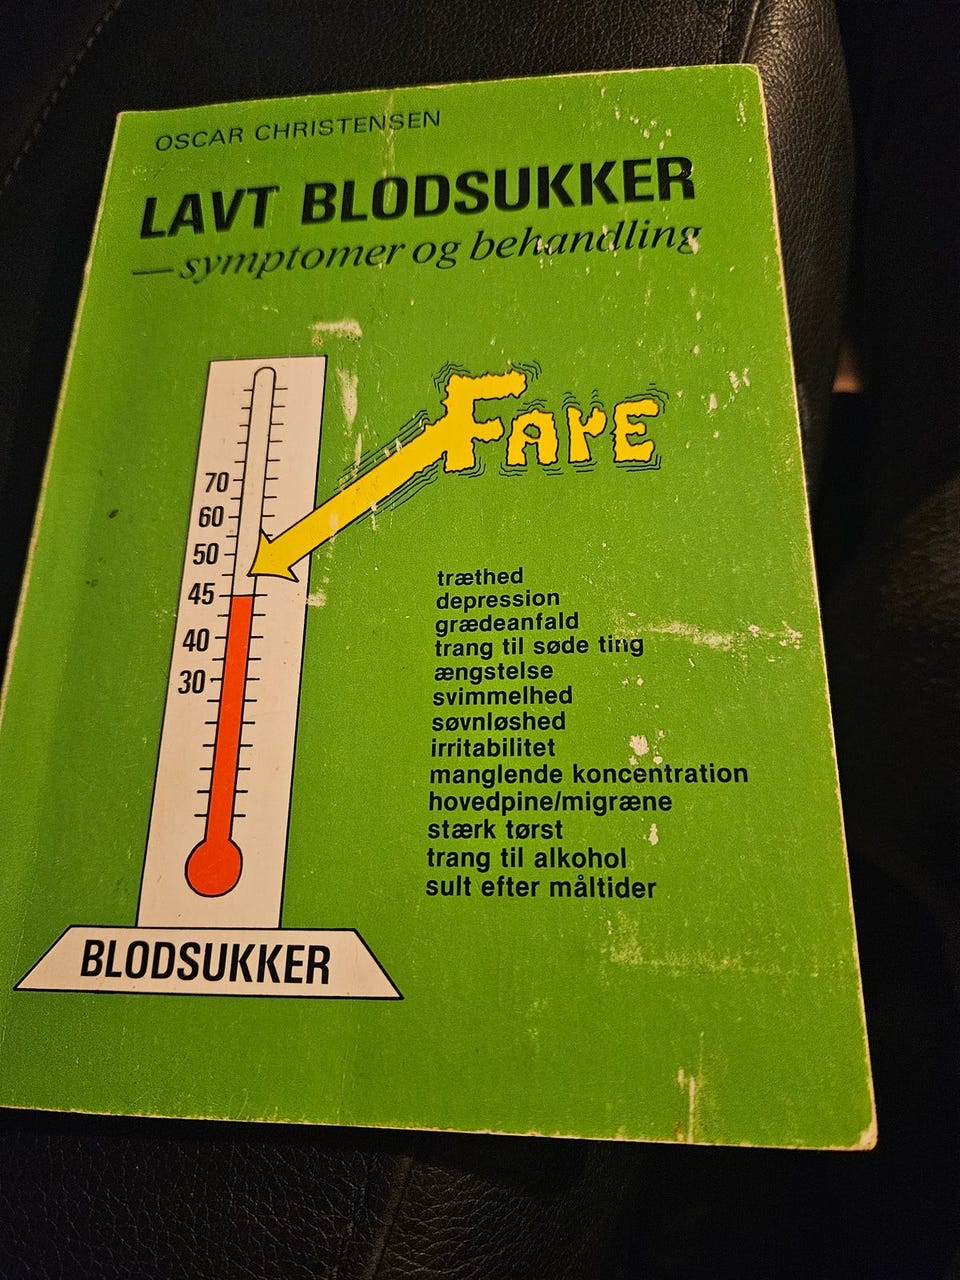 OSCAR CHRISTENSEN
LAVT BLODSUKKER
— symptomer og behandling
FARE
70
60
50
45
40
30
træthed
depression
grædeanfald
trang til søde ting
ængstelse
svimmelhed
søvnløshed
irritabilitet
manglende koncentration
hovedpine/migræne
stærk tørst
trang til alkohol
sult efter måltider
BLODSUKKER